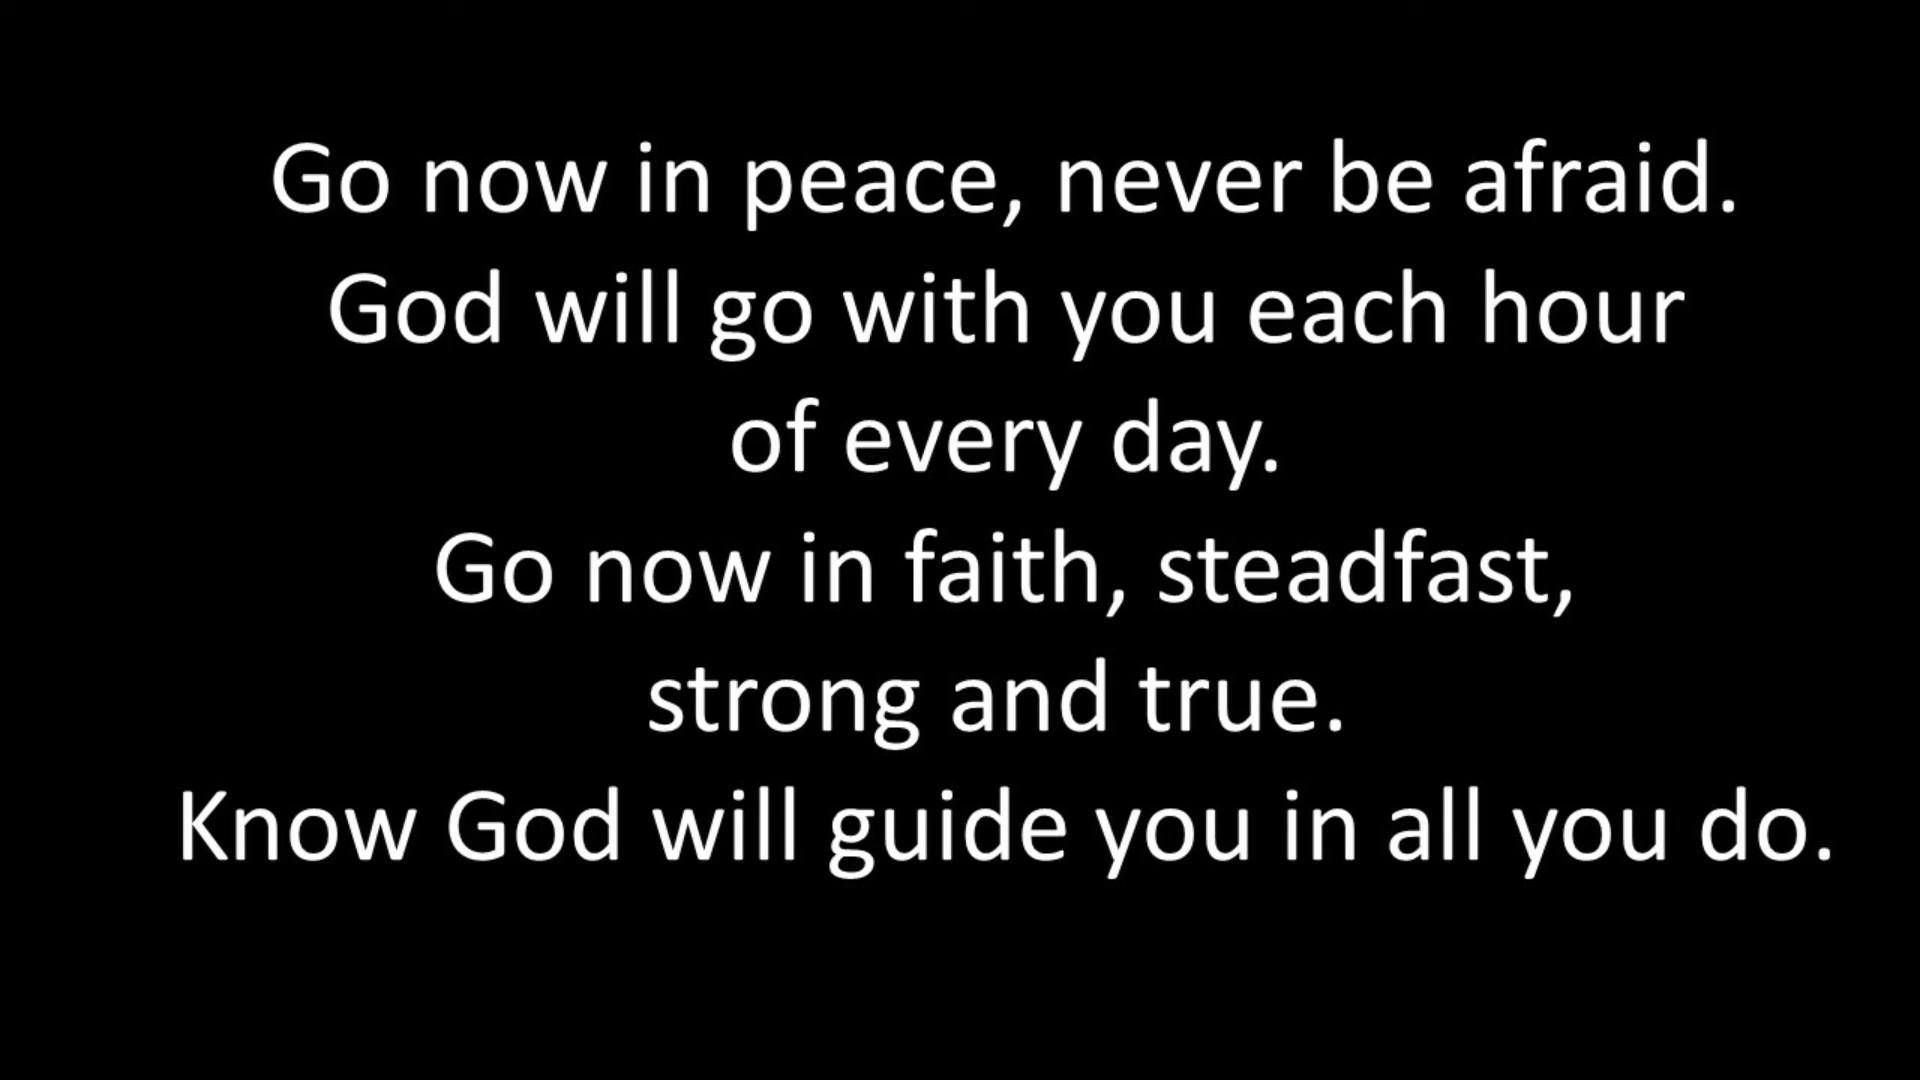 Go now in peace, never be afraid.
God will go with you each hour
of every day.
Go now in faith, steadfast,
strong and true.
Know God will guide you in all you do.